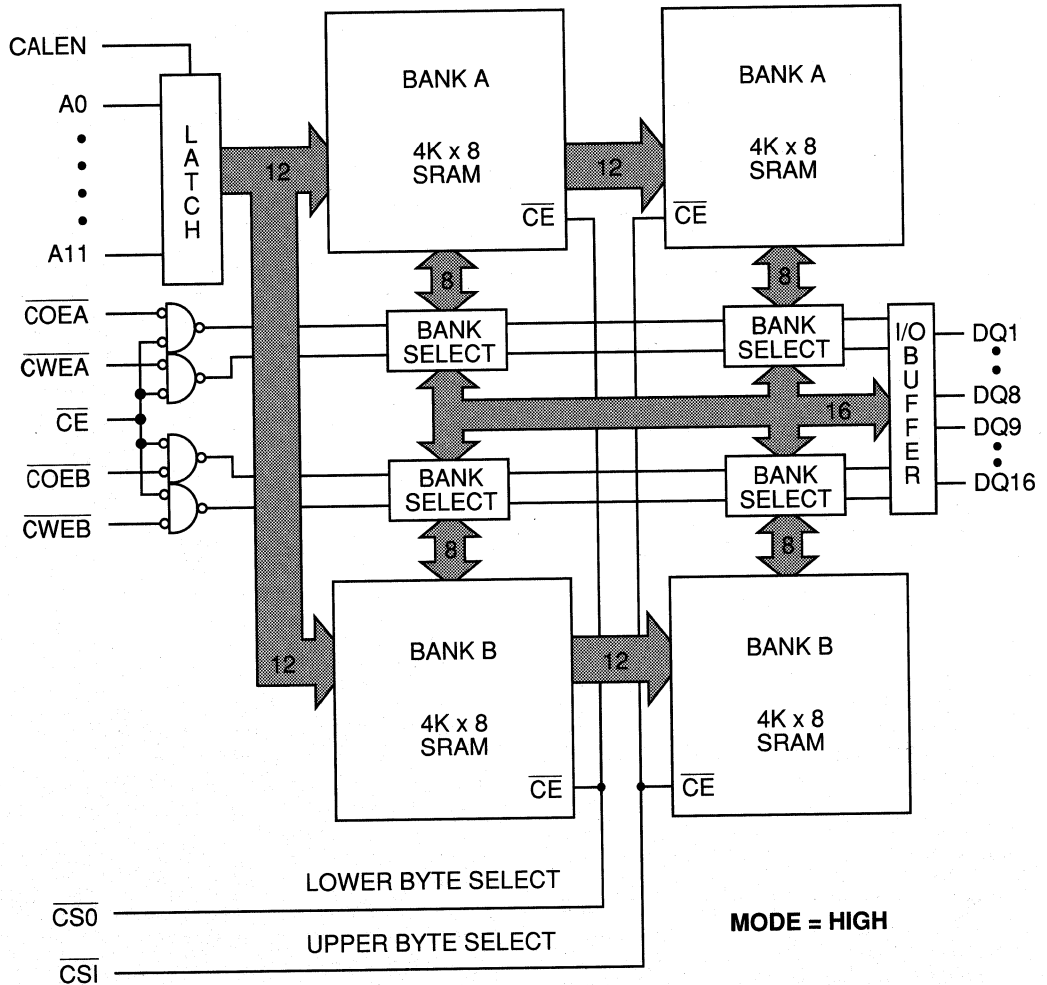 CALEN
A0
A11
LATCH
12
BANK A
4K x 8
SRAM
CE
12
BANK A
4K x 8
SRAM
CE
8
8
COEA
CWEA
CE
COEB
CWEB
BANK
SELECT
BANK
SELECT
16
BANK
SELECT
BANK
SELECT
I/O
BUFFER
DQ1
DQ8
DQ9
DQ16
8
8
12
BANK B
4K x 8
SRAM
CE
12
BANK B
4K x 8
SRAM
CE
LOWER BYTE SELECT
CS0
UPPER BYTE SELECT
CSI
MODE = HIGH